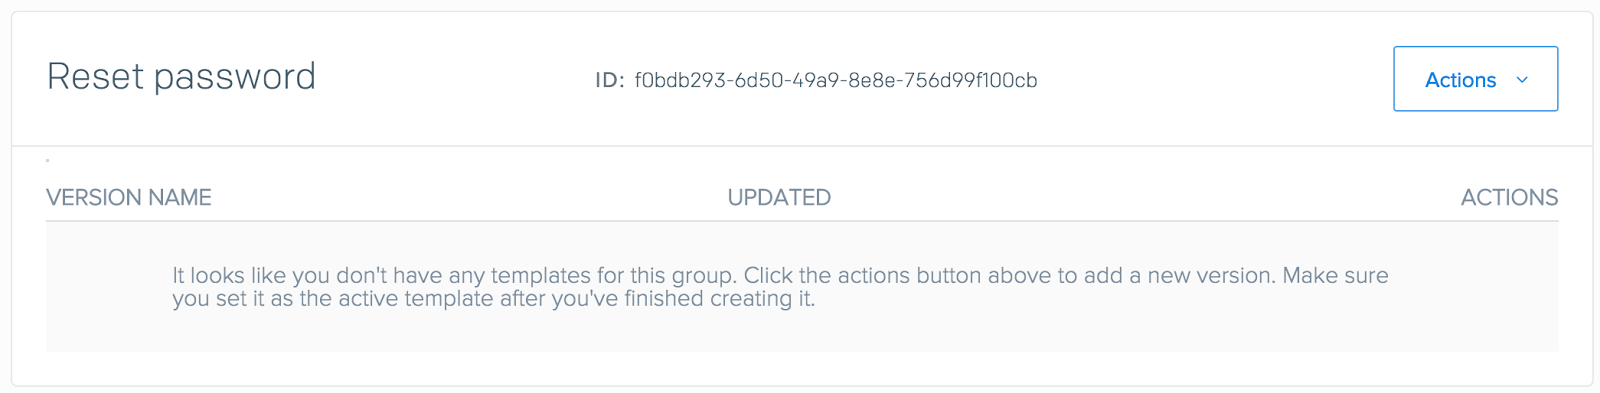 Reset password
ID: f0bdb293-6d50-49a9-8e8e-756d99f100cb
Actions
VERSION NAME
UPDATED
ACTIONS
It looks like you don't have any templates for this group. Click the actions button above to add a new version. Make sure
you set it as the active template after you've finished creating it.